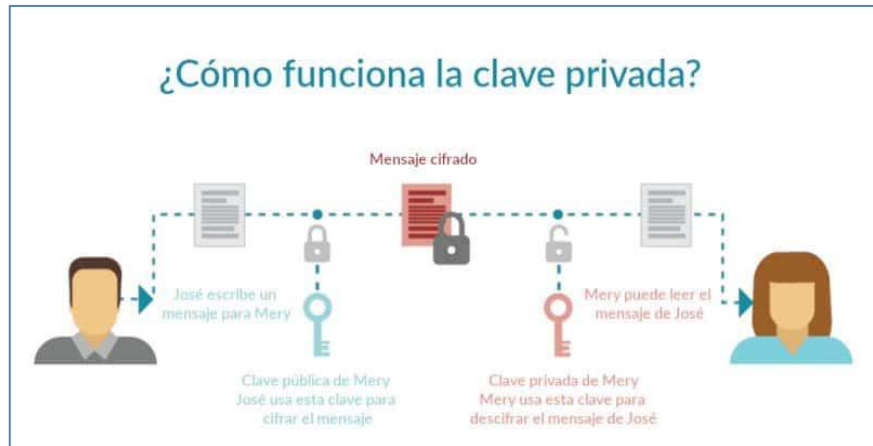 ¿Cómo funciona la clave privada?
Mensaje cifrado
José escribe un
mensaje para Mery
Mery puede leer el
mensaje de José
Clave pública de Mery
José usa esta clave para
cifrar el mensaje
Clave privada de Mery
Mery usa esta clave para
descifrar el mensaje de José